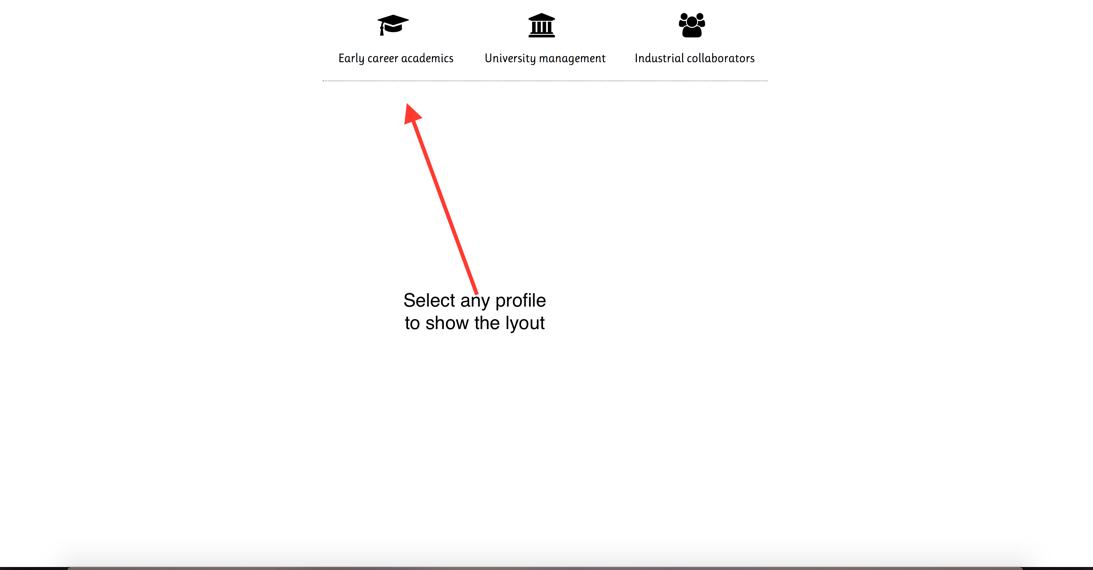 Early career academics
University management
Industrial collaborators
Select any profile
to show the lyout